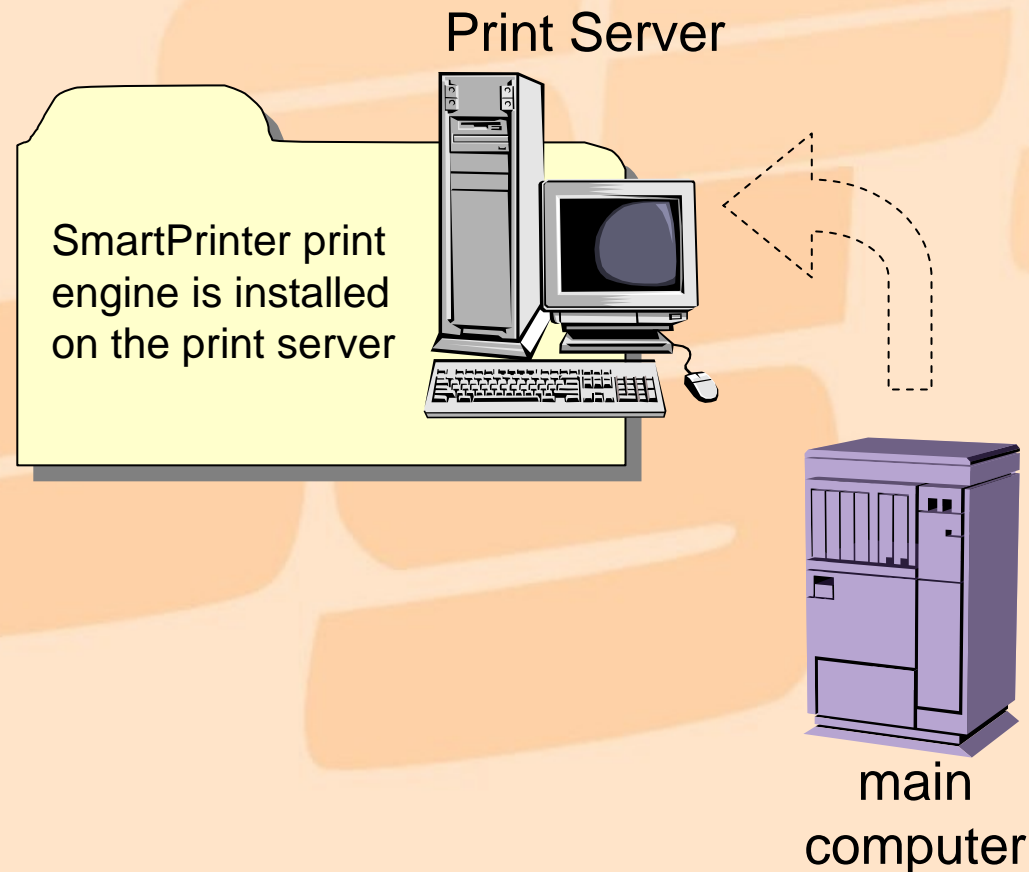 Print Server
SmartPrinter print
engine is installed
on the print server
main
computer